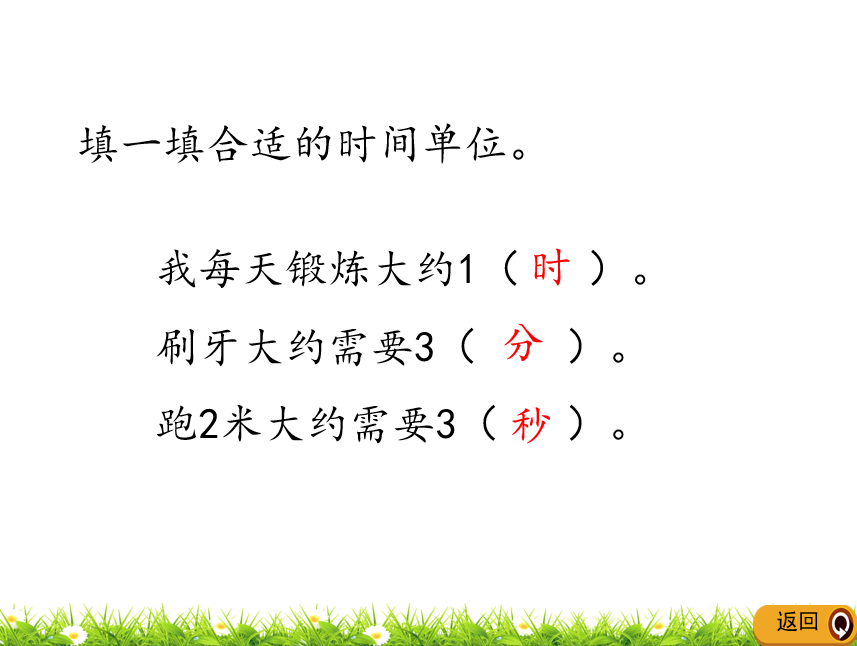 填一填合适的时间单位。
我每天锻炼大约1（ 时 ）。
刷牙大约需要3（ 分 ）。
跑2米大约需要3（ 秒 ）。
返回